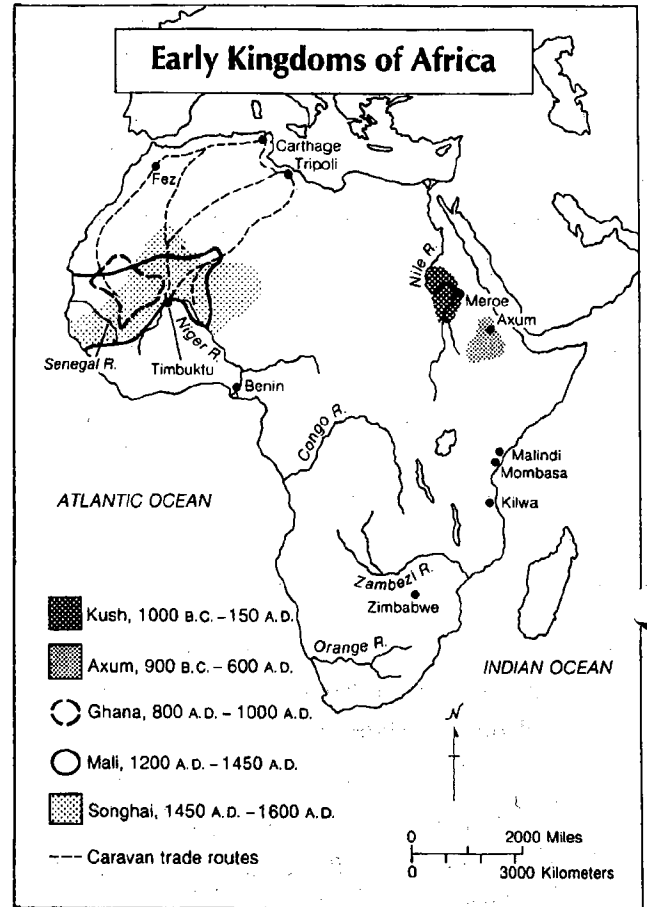 Early Kingdoms of Africa
Carthage
Tripoli
Fez
Nile R.
Meroe
Axum
Niger R.
Senegal R.
Timbuktu
Benin
Congo R.
Malindi
Mombasa
Kilwa
ATLANTIC OCEAN
Zambezi R.
Zimbabwe
Orange R.
INDIAN OCEAN
Kush, 1000 B.C. – 150 A.D.
Axum, 900 B.C. – 600 A.D.
Ghana, 800 A.D. – 1000 A.D.
Mali, 1200 A.D. – 1450 A.D.
Songhai, 1450 A.D. – 1600 A.D.
Caravan trade routes
N
0 2000 Miles
0 3000 Kilometers